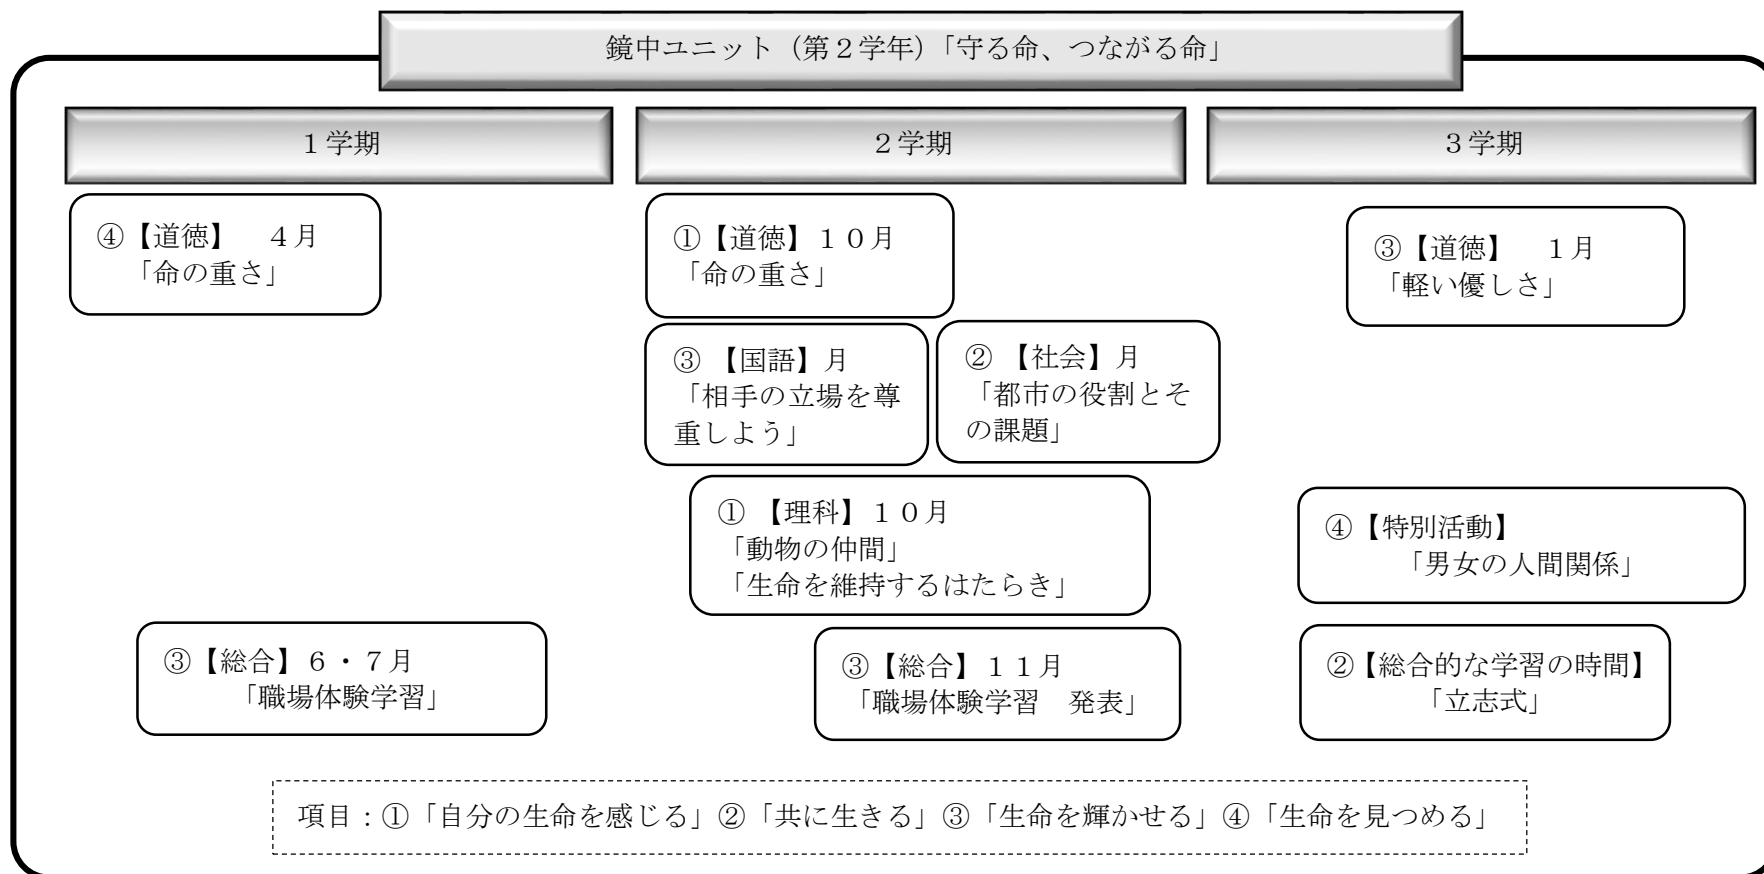 鏡中ユニット（第２学年）「守る命、つながる命」
１学期
２学期
３学期
④【道徳】　４月
「命の重さ」
①【道徳】１０月
「命の重さ」
③【道徳】　１月
「軽い優しさ」
③ 【国語】月
「相手の立場を尊
重しよう」
② 【社会】月
「都市の役割とそ
の課題」
① 【理科】１０月
「動物の仲間」
「生命を維持するはたらき」
④【特別活動】
「男女の人間関係」
③【総合】６・７月
「職場体験学習」
③【総合】１１月
「職場体験学習　発表」
②【総合的な学習の時間】
「立志式」
項目：①「自分の生命を感じる」②「共に生きる」③「生命を輝かせる」④「生命を見つめる」